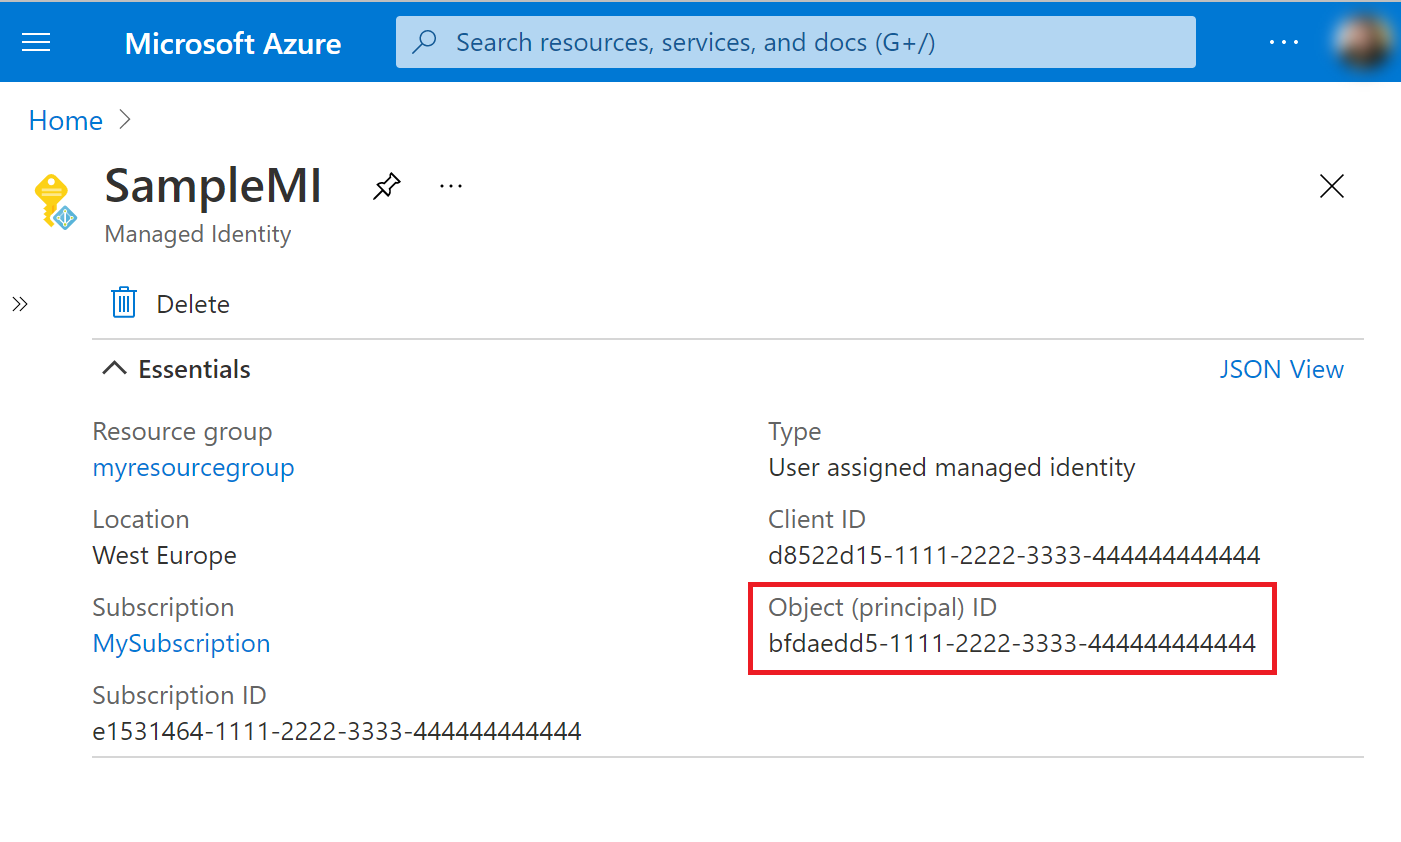 Microsoft Azure
Search resources, services, and docs (G+/)
Home
SampleMI
Managed Identity
Delete
Essentials
JSON View
Resource group
myresourcegroup
Location
West Europe
Subscription
MySubscription
Subscription ID
e1531464-1111-2222-3333-444444444444
Type
User assigned managed identity
Client ID
d8522d15-1111-2222-3333-444444444444
Object (principal) ID
bfdaedd5-1111-2222-3333-444444444444